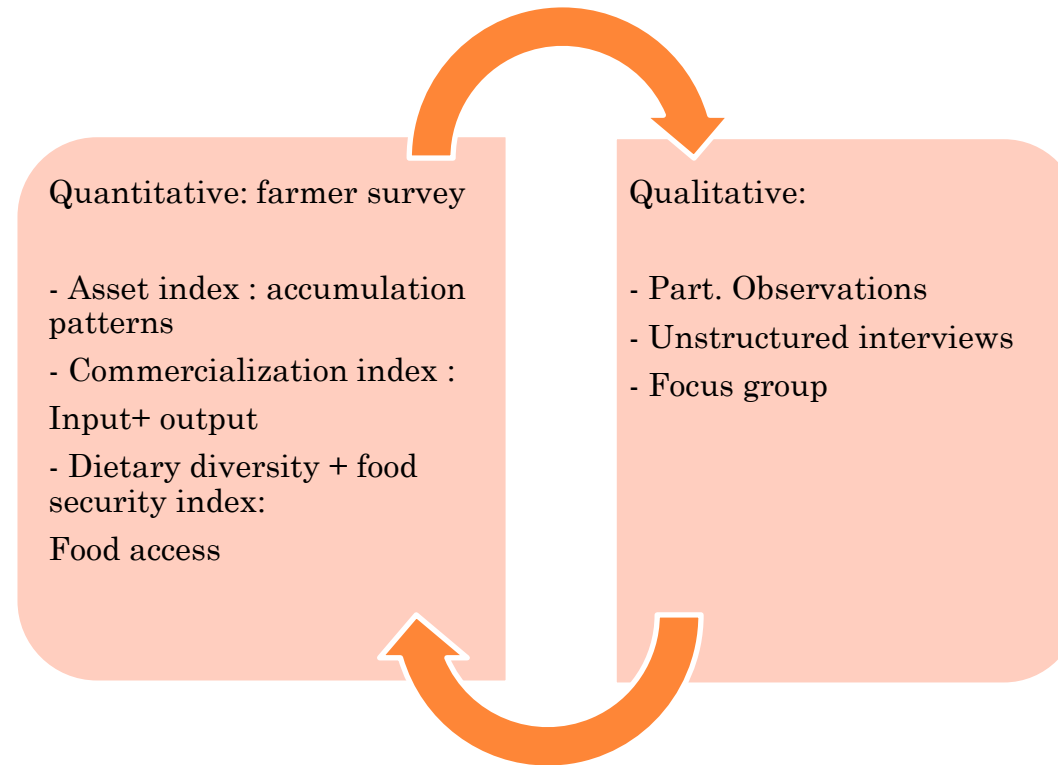 Quantitative: farmer survey
- Asset index : accumulation
patterns
- Commercialization index :
Input+ output
- Dietary diversity + food
security index:
Food access
Qualitative:
- Part. Observations
- Unstructured interviews
- Focus group